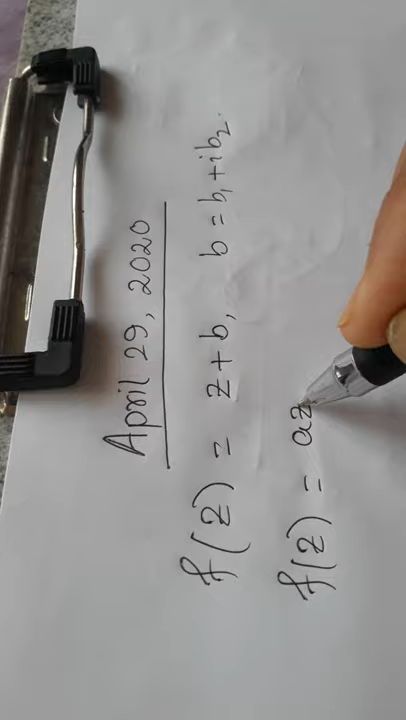 April 29, 2020
f(z) = z + b, b = b₁ + ib₂.
f(z) = az